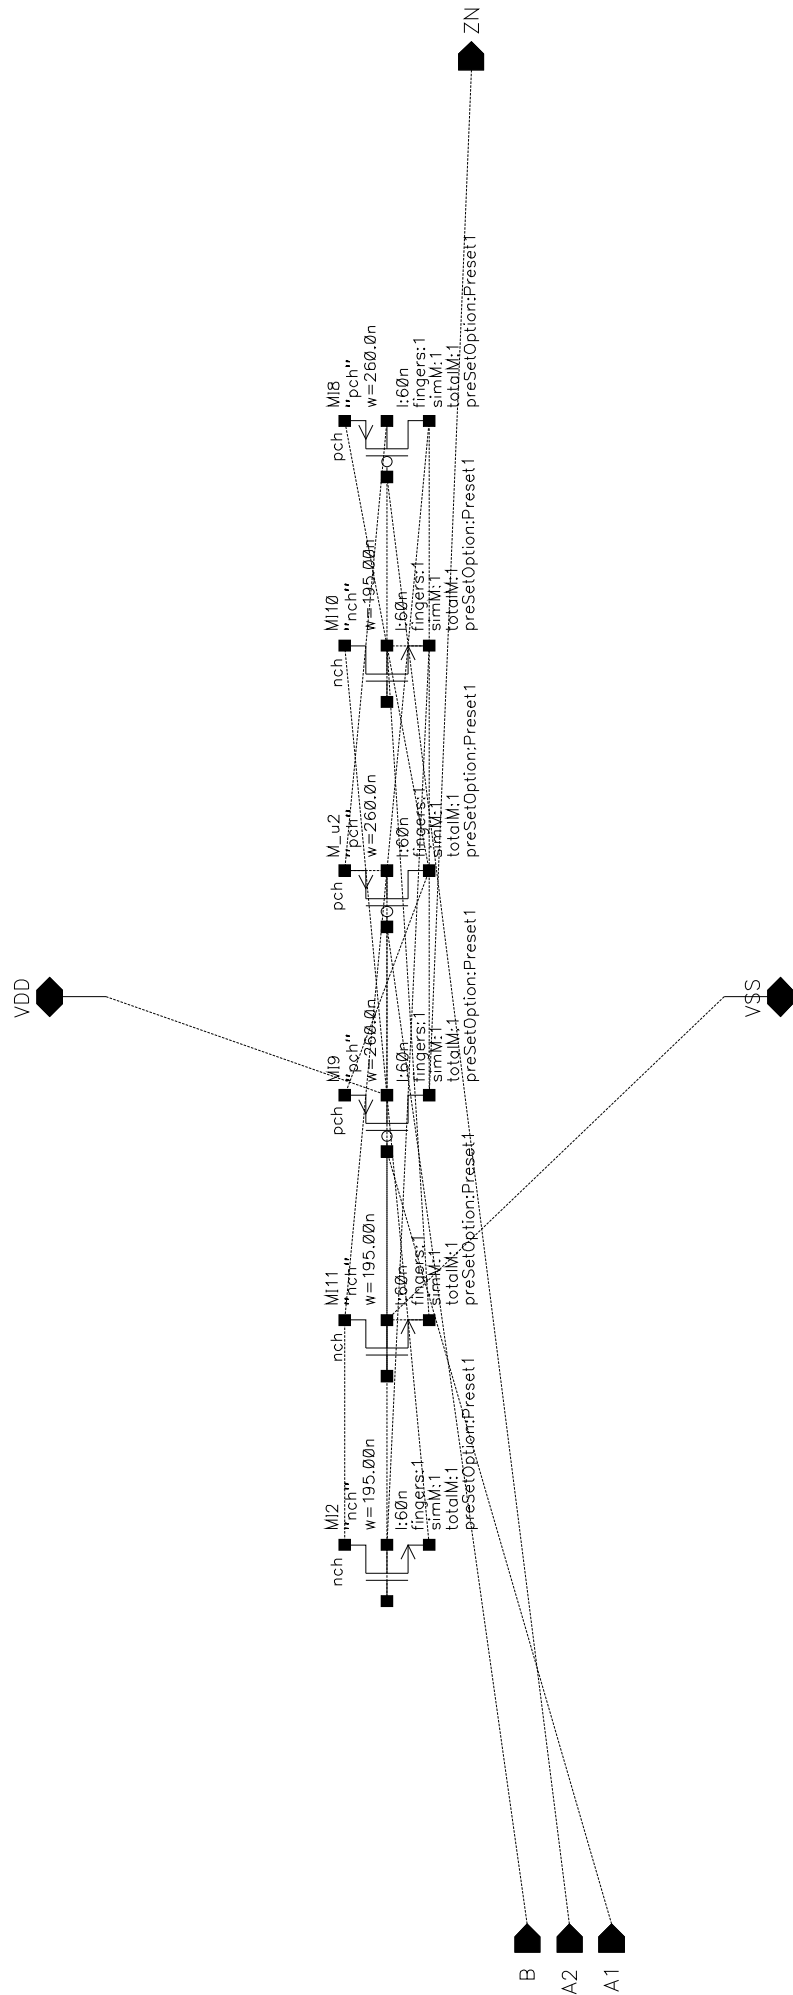 ZN
MI8
"pch"
w=260.0n
l:60n
fingers:1
simM:1
totalM:1
preSetOption:Preset1
pch
MI10
"nch"
w=195.00n
l:60n
fingers:1
simM:1
totalM:1
preSetOption:Preset1
nch
M_u2
"pch"
w=260.0n
l:60n
fingers:1
simM:1
totalM:1
preSetOption:Preset1
pch
VDD
VSS
MI9
"pch"
w=260.0n
l:60n
fingers:1
simM:1
totalM:1
preSetOption:Preset1
pch
MI11
"nch"
w=195.00n
l:60n
fingers:1
simM:1
totalM:1
preSetOption:Preset1
nch
MI2
"nch"
w=195.00n
l:60n
fingers:1
simM:1
totalM:1
preSetOption:Preset1
nch
B
A2
A1